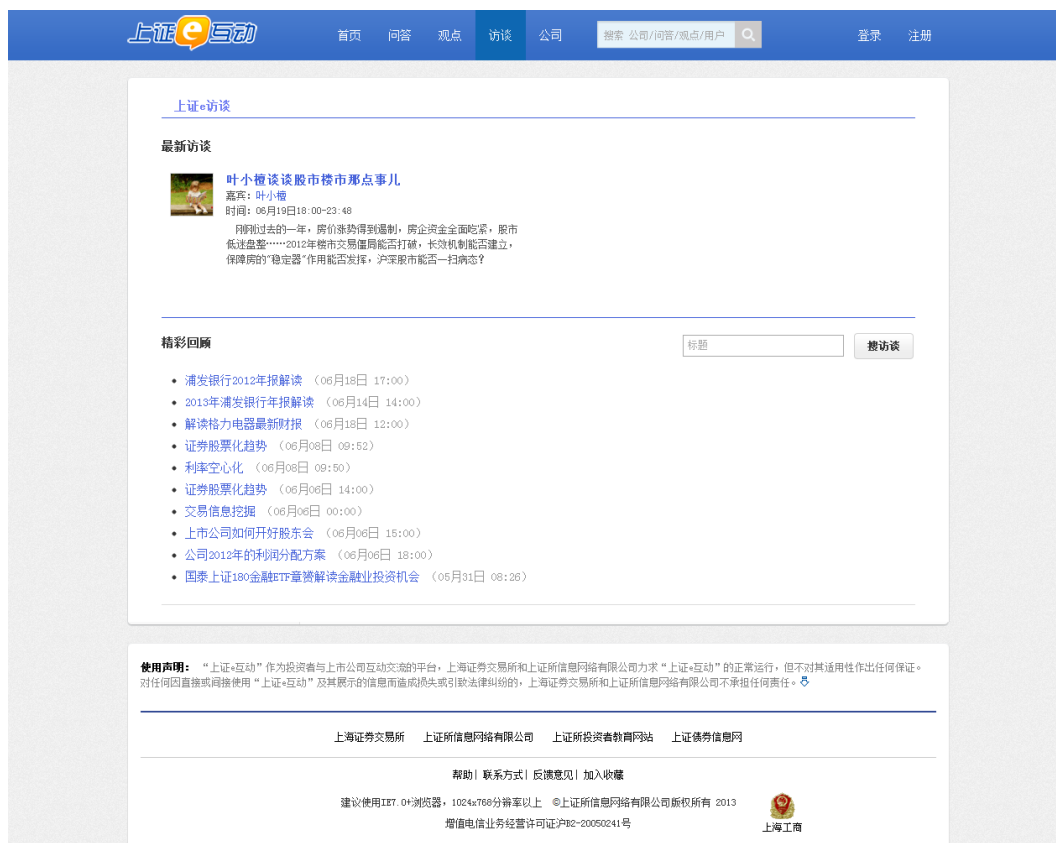 上证e互动
首页 问答 观点 访谈 公司 搜索 公司/问答/观点/用户 登录 注册
上证e访谈
最新访谈
叶小檀谈谈股市楼市那点事儿
嘉宾：叶小檀
时间：06月19日18:00-23:48
刚刚过去的一年，房价涨势得到遏制，房企资金全面吃紧，股市
低迷盘整……2012年楼市交易僵局能否打破，长效机制能否建立，
保障房的“稳定器”作用能否发挥，沪深股市能否一扫病态？
精彩回顾 标题 搜访谈
浦发银行2012年报解读 （06月18日 17:00）
2013年浦发银行年报解读 （06月14日 14:00）
解读格力电器最新财报 （06月18日 12:00）
证券股票化趋势 （06月08日 09:52）
利率空心化 （06月08日 09:50）
证券股票化趋势 （06月06日 14:00）
交易信息挖掘 （06月06日 00:00）
上市公司如何开好股东会 （06月06日 15:00）
公司2012年的利润分配方案 （06月06日 18:00）
国泰上证180金融ETF章赟解读金融业投资机会 （05月31日 08:26）
使用声明： “上证e互动”作为投资者与上市公司互动交流的平台，上海证券交易所和上证所信息网络有限公司力求“上证e互动”的正常运行，但不对其适用性作出任何保证。
对任何因直接或间接使用“上证e互动”及其展示的信息而造成损失或引致法律纠纷的，上海证券交易所和上证所信息网络有限公司不承担任何责任。
上海证券交易所 上证所信息网络有限公司 上证所投资者教育网站 上证债券信息网
帮助| 联系方式| 反馈意见| 加入收藏
建议使用IE7.0+浏览器，1024x768分辨率以上 ©上证所信息网络有限公司版权所有 2013
增值电信业务经营许可证沪B2-20050241号
上海工商